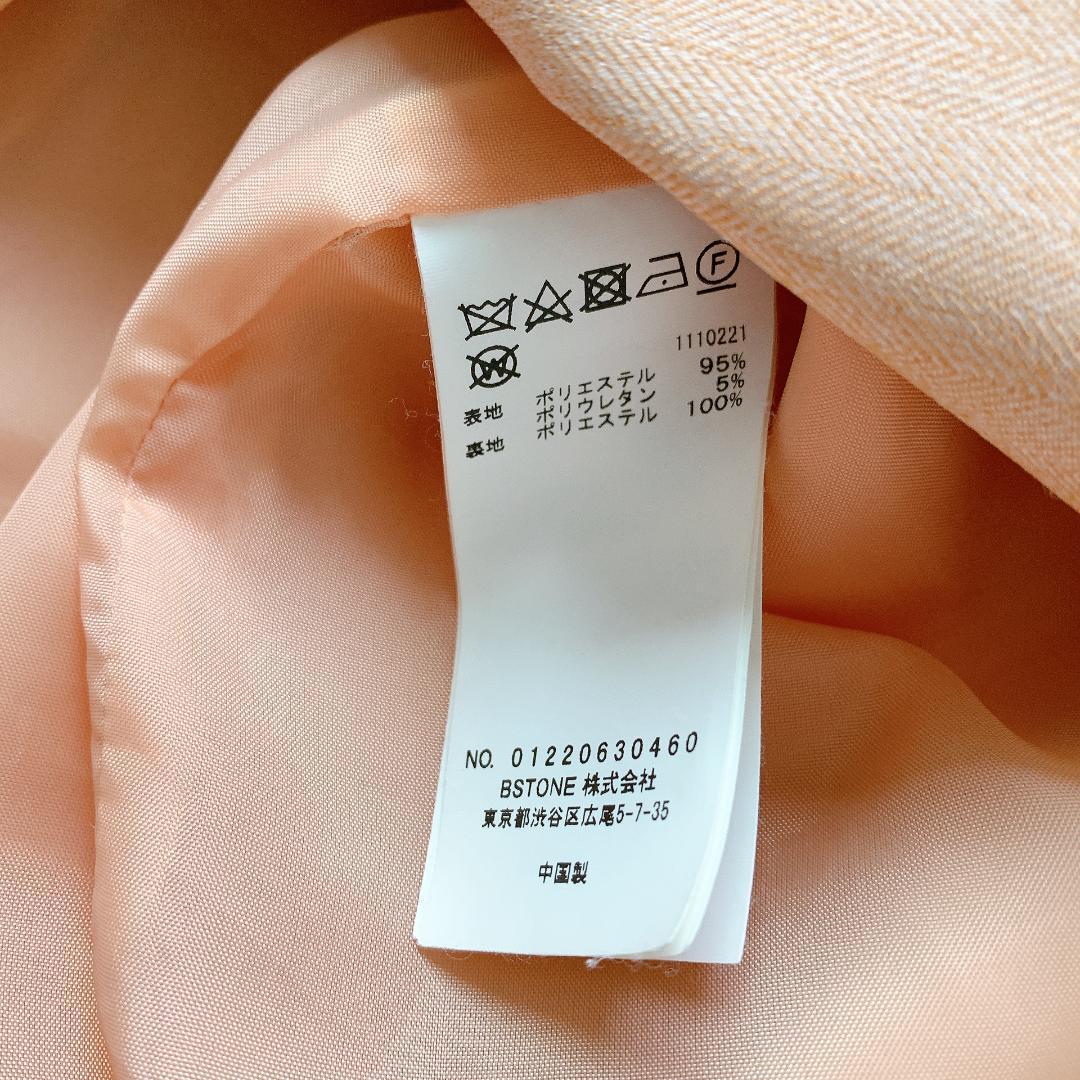 F
W
1110221
表地 ポリエステル 95%
ポリウレタン 5%
裏地 ポリエステル 100%
NO. 01220630460
BSTONE 株式会社
東京都渋谷区広尾5-7-35
中国製